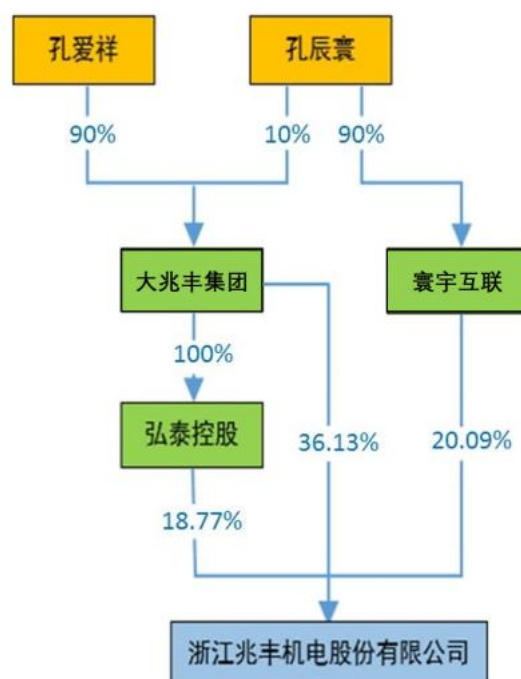 孔爱祥
孔辰寰
90%
10%
90%
大兆丰集团
寰宇互联
100%
弘泰控股
36.13%
20.09%
18.77%
浙江兆丰机电股份有限公司